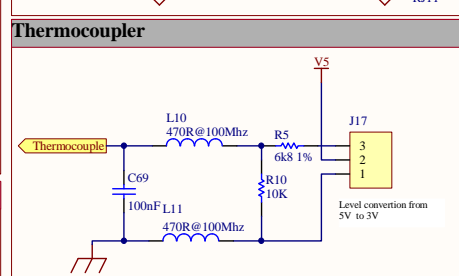 Thermocoupler
V5
L10
470R@100Mhz
J17
R5
6k8 1%
Thermocouple
3
2
1
C69
100nF
R10
10K
L11
470R@100Mhz
Level convertion from
5V to 3V